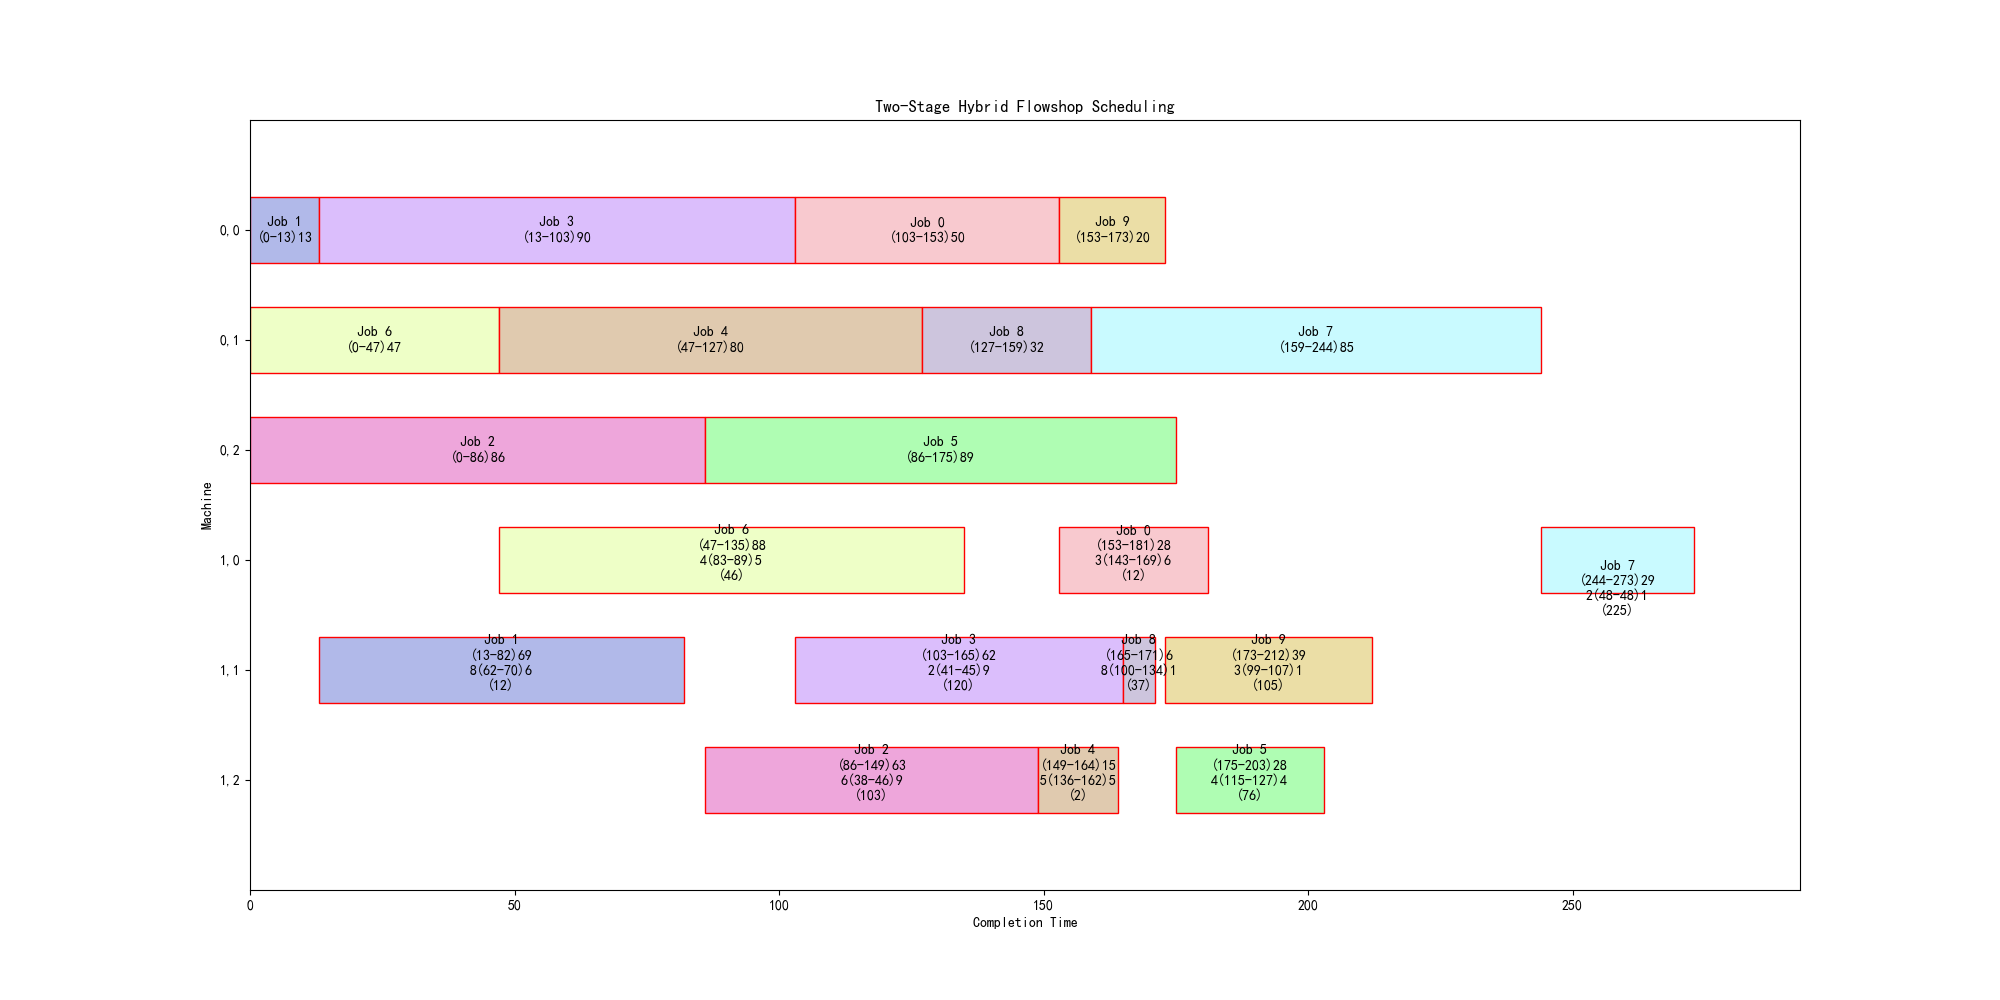 Two-Stage Hybrid Flowshop Scheduling
Machine
0,0
Job 1
(0-13)13
Job 3
(13-103)90
Job 0
(103-153)50
Job 9
(153-173)20
0,1
Job 6
(0-47)47
Job 4
(47-127)80
Job 8
(127-159)32
Job 7
(159-244)85
0,2
Job 2
(0-86)86
Job 5
(86-175)89
1,0
Job 6
(47-135)88
4(83-89)5
(46)
Job 0
(153-181)28
3(143-169)6
(12)
Job 7
(244-273)29
2(48-48)1
(225)
1,1
Job 1
(13-82)69
8(62-70)6
(12)
Job 3
(103-165)62
2(41-45)9
(120)
Job 8
(165-171)6
8(100-134)1
(37)
Job 9
(173-212)39
3(99-107)1
(105)
1,2
Job 2
(86-149)63
6(38-46)9
(103)
Job 4
(149-164)15
5(136-162)5
(2)
Job 5
(175-203)28
4(115-127)4
(76)
0
50
100
150
200
250
Completion Time